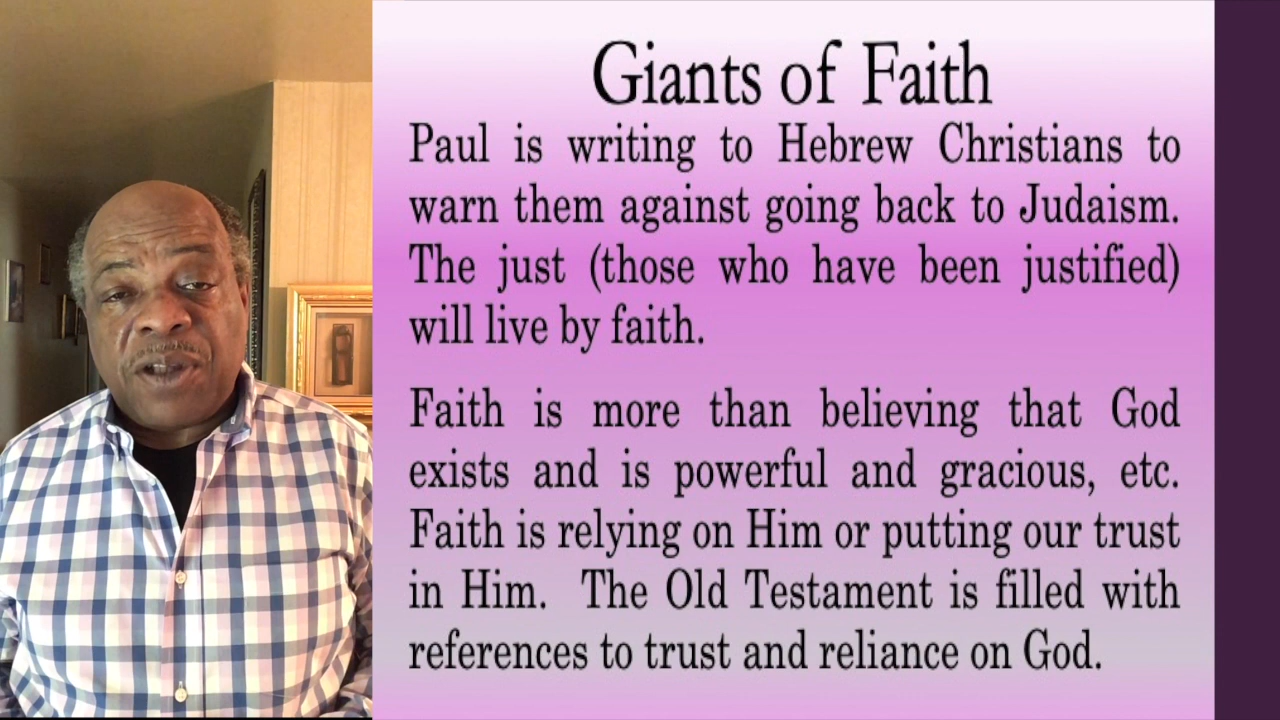 Giants of Faith
Paul is writing to Hebrew Christians to
warn them against going back to Judaism.
The just (those who have been justified)
will live by faith.
Faith is more than believing that God
exists and is powerful and gracious, etc.
Faith is relying on Him or putting our trust
in Him. The Old Testament is filled with
references to trust and reliance on God.